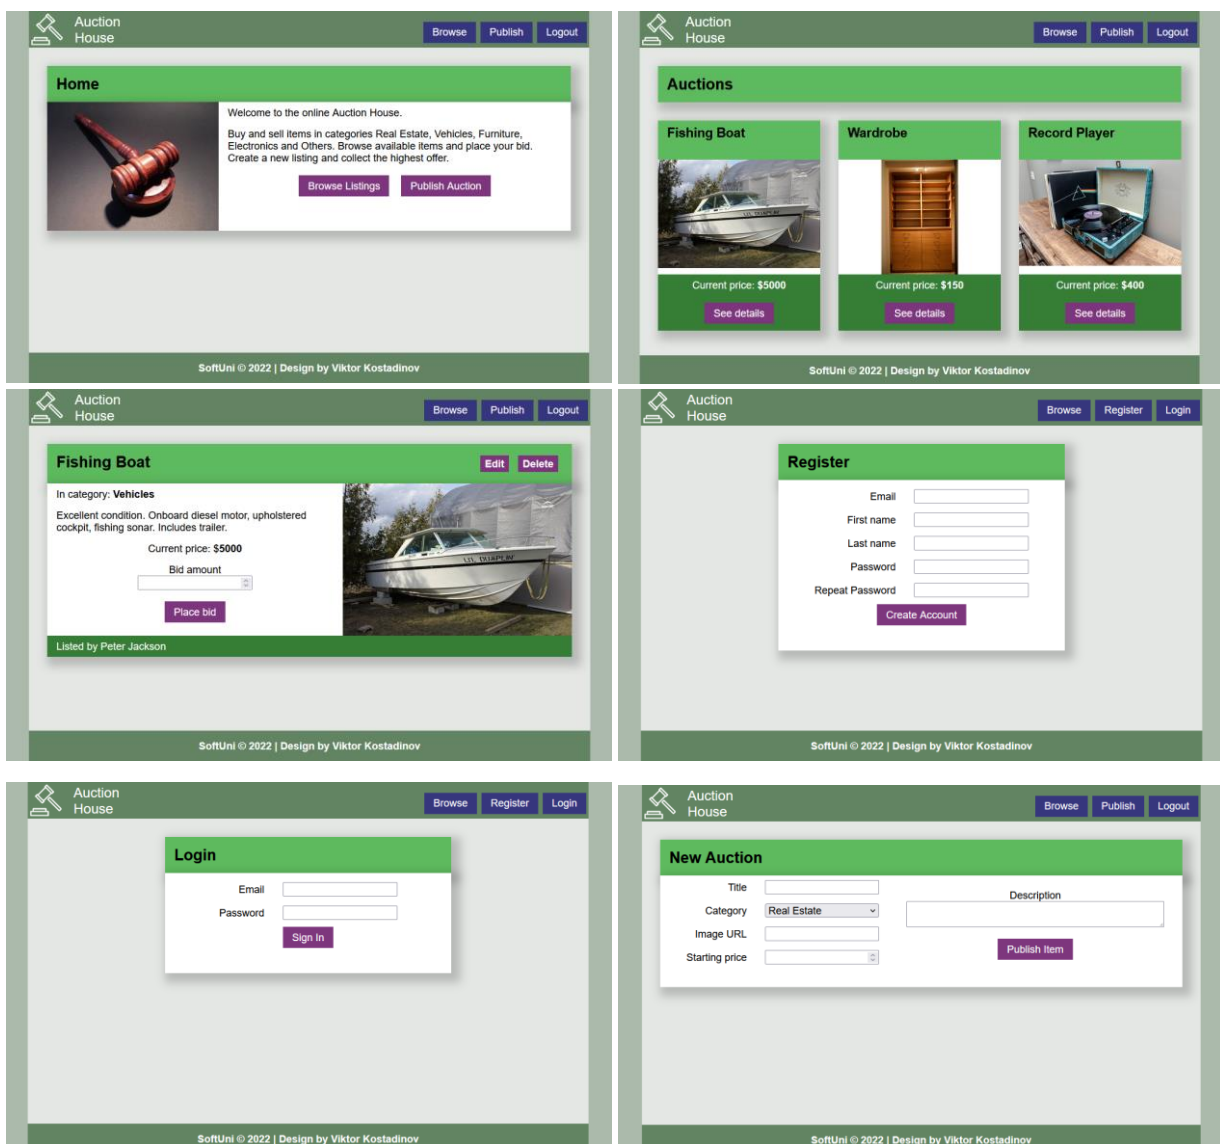 Auction
House
Browse Publish Logout
Home
Welcome to the online Auction House.
Buy and sell items in categories Real Estate, Vehicles, Furniture,
Electronics and Others. Browse available items and place your bid.
Create a new listing and collect the highest offer.
Browse Listings Publish Auction
SoftUni © 2022 | Design by Viktor Kostadinov
Auction
House
Browse Publish Logout
Auctions
Fishing Boat Wardrobe Record Player
Current price: $5000 Current price: $150 Current price: $400
See details See details See details
SoftUni © 2022 | Design by Viktor Kostadinov
Auction
House
Browse Publish Logout
Fishing Boat
Edit Delete
In category: Vehicles
Excellent condition. Onboard diesel motor, upholstered
cockpit, fishing sonar. Includes trailer.
Current price: $5000
Bid amount
Place bid
Listed by Peter Jackson
SoftUni © 2022 | Design by Viktor Kostadinov
Auction
House
Browse Register Login
Register
Email
First name
Last name
Password
Repeat Password
Create Account
SoftUni © 2022 | Design by Viktor Kostadinov
Auction
House
Browse Register Login
Login
Email
Password
Sign In
SoftUni © 2022 | Design by Viktor Kostadinov
Auction
House
Browse Publish Logout
New Auction
Title
Category Real Estate
Image URL
Starting price
Description
Publish Item
SoftUni © 2022 | Design by Viktor Kostadinov